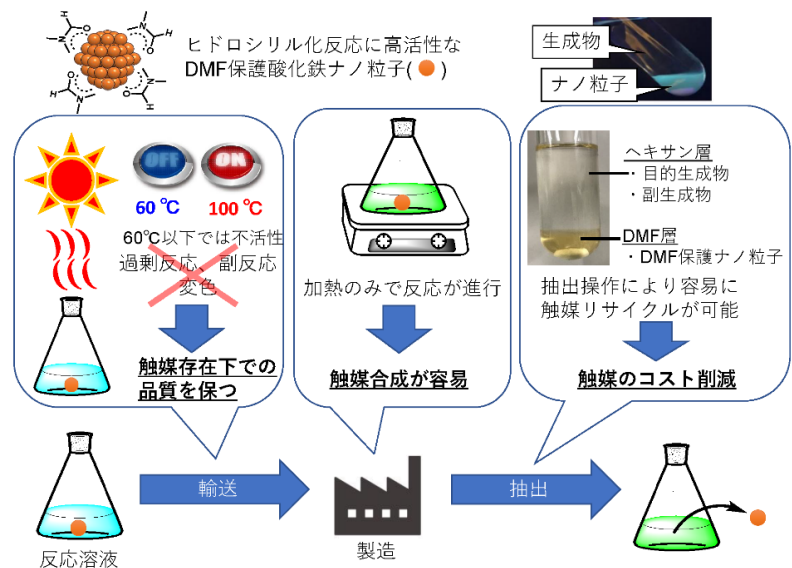 ヒドロシリル化反応に高活性な
DMF保護酸化鉄ナノ粒子( )
生成物
ナノ粒子
OFF
ON
60 ℃
100 ℃
60℃以下では不活性
過剰反応、副反応
変色
触媒存在下での
品質を保つ
加熱のみで反応が進行
触媒合成が容易
ヘキサン層
・目的生成物
・副生成物
DMF層
・DMF保護ナノ粒子
抽出操作により容易に
触媒リサイクルが可能
触媒のコスト削減
反応溶液
輸送
製造
抽出